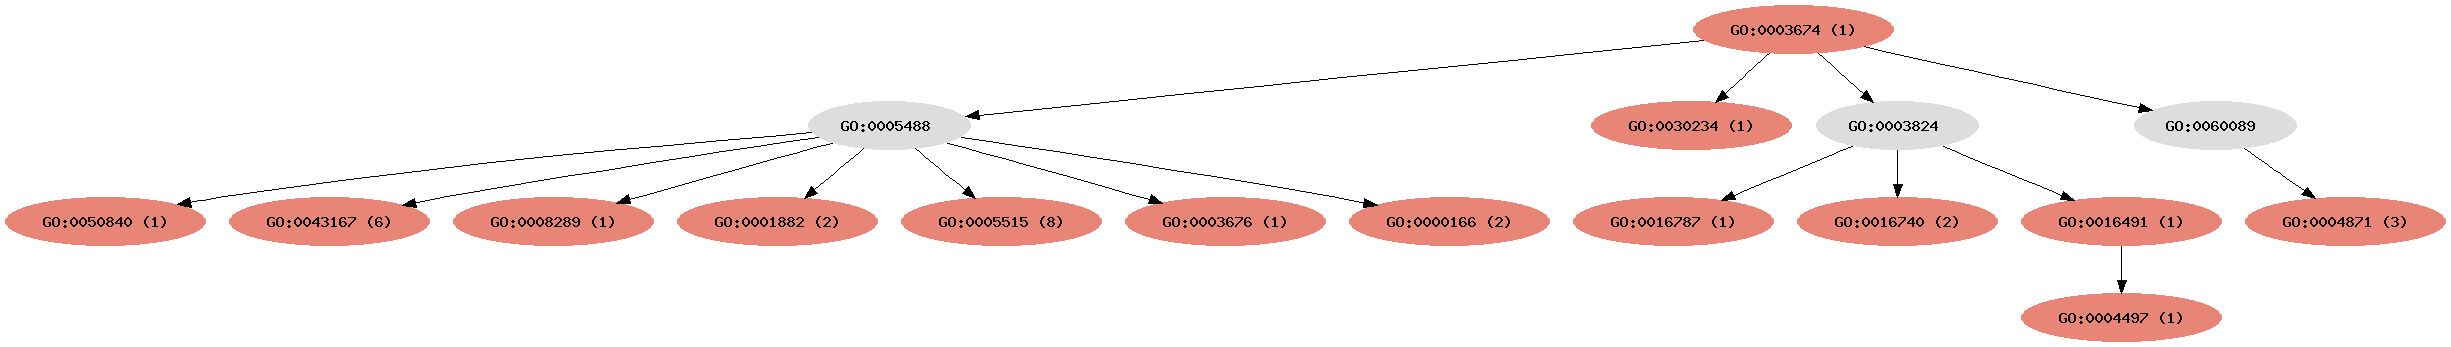 GO:0003674 (1)
GO:0005488
GO:0030234 (1)
GO:0003824
GO:0060089
GO:0050840 (1)
GO:0043167 (6)
GO:0008289 (1)
GO:0001882 (2)
GO:0005515 (8)
GO:0003676 (1)
GO:0000166 (2)
GO:0016787 (1)
GO:0016740 (2)
GO:0016491 (1)
GO:0004871 (3)
GO:0004497 (1)